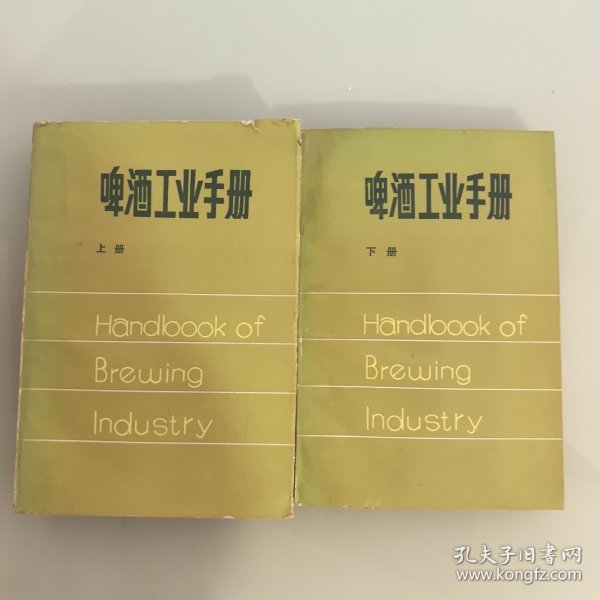 啤酒工业手册
上册
Handbook of
Brewing
Industry
啤酒工业手册
下册
Handbook of
Brewing
Industry
孔夫子旧书网
www.kongfz.com